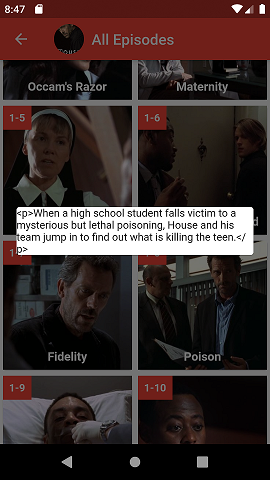 8:47
HOUSE
All Episodes
Occam's Razor
Maternity
1-5
1-6
<p>When a high school student falls victim to a
mysterious but lethal poisoning, House and his
team jump in to find out what is killing the teen.</
p>
Fidelity
Poison
1-9
1-10